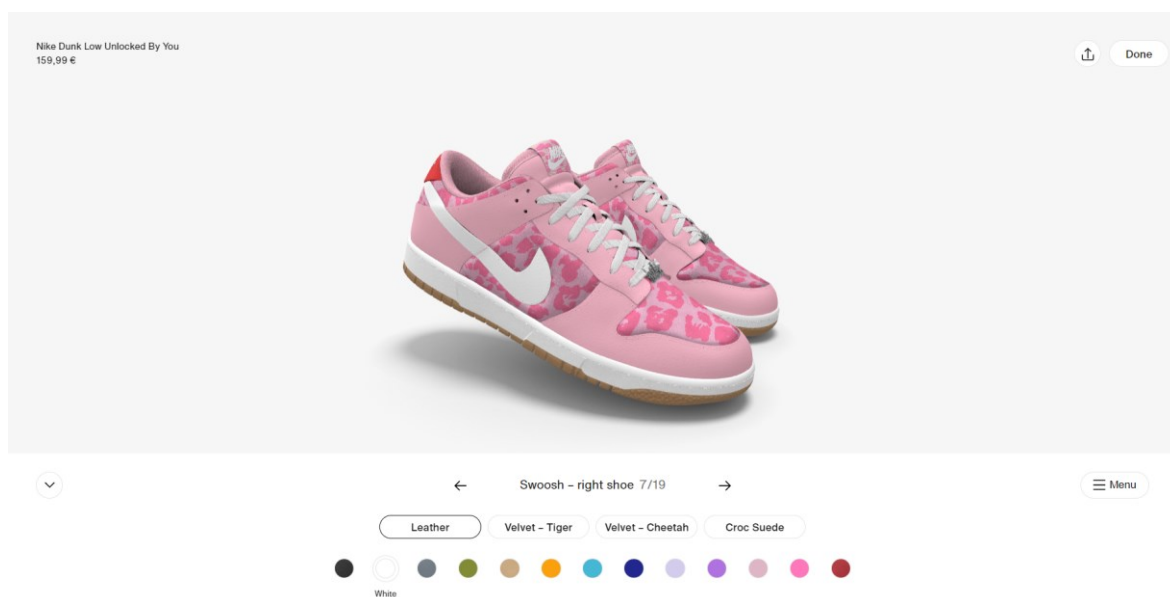 Nike Dunk Low Unlocked By You
159,99 €
Done
Swoosh – right shoe 7/19
Menu
Leather
Velvet – Tiger
Velvet – Cheetah
Croc Suede
White